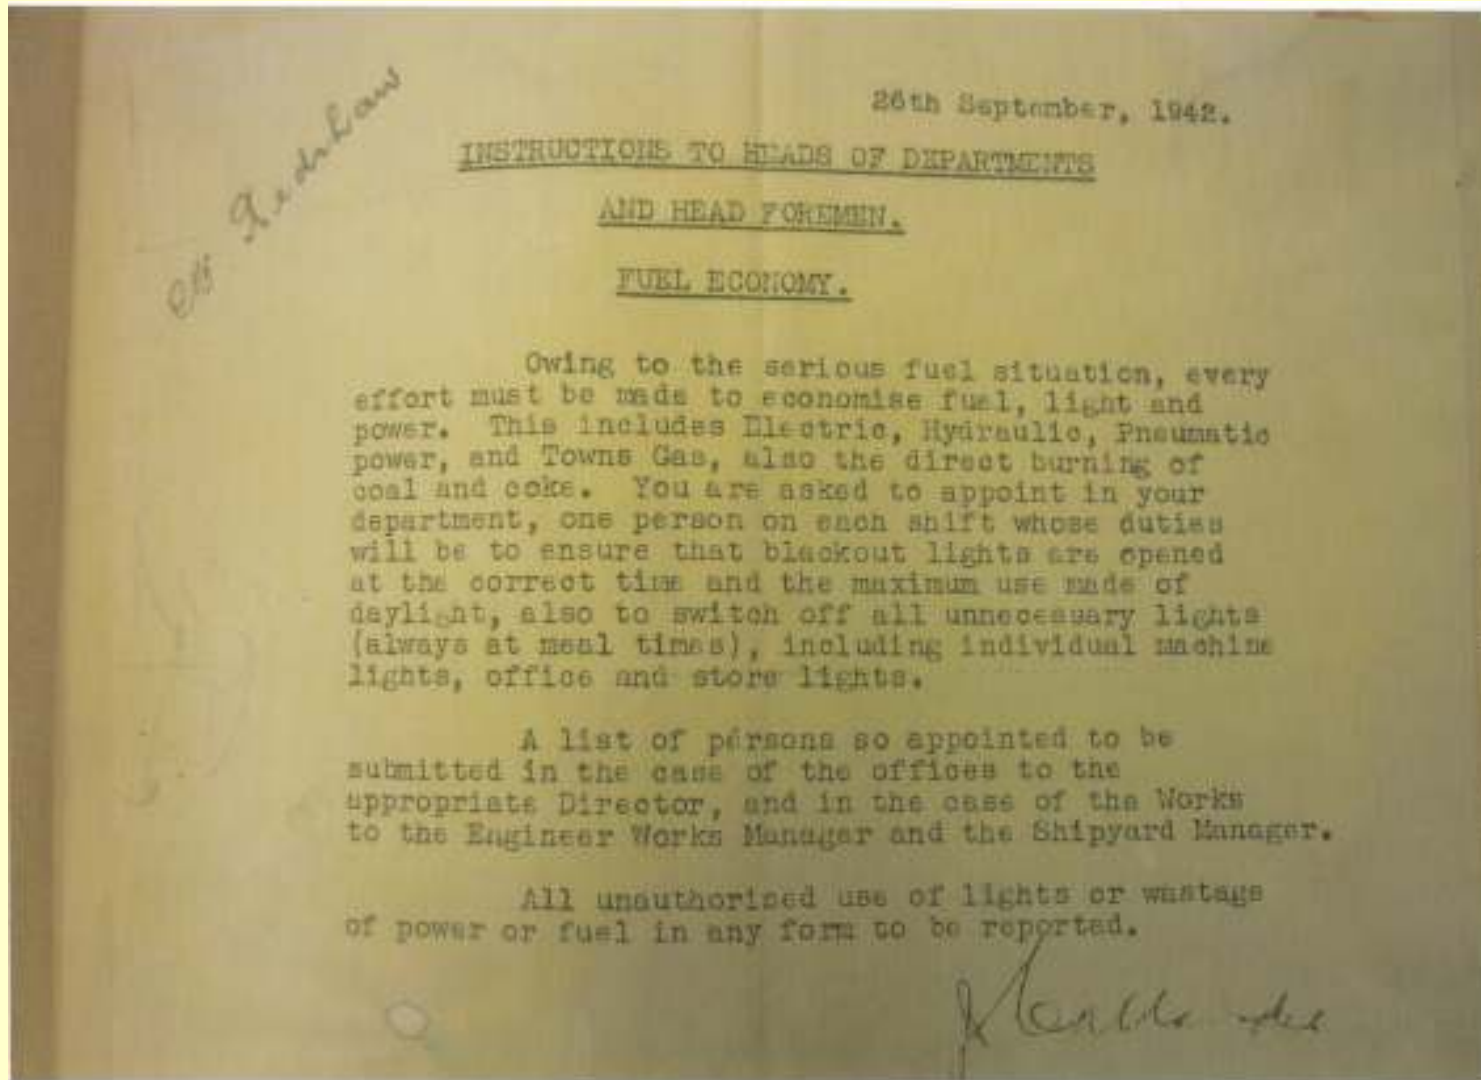 Mr Redshaw
26th September, 1942.
INSTRUCTIONS TO HEADS OF DEPARTMENTS
AND HEAD FOREMEN.
FUEL ECONOMY.
Owing to the serious fuel situation, every
effort must be made to economise fuel, light and
power. This includes Electric, Hydraulic, Pneumatic
power, and Towns Gas, also the direct burning of
coal and coke. You are asked to appoint in your
department, one person on each shift whose duties
will be to ensure that blackout lights are opened
at the correct time and the maximum use made of
daylight, also to switch off all unnecessary lights
(always at meal times), including individual machine
lights, office and store lights.
A list of persons so appointed to be
submitted in the case of the offices to the
appropriate Director, and in the case of the Works
to the Engineer Works Manager and the Shipyard Manager.
All unauthorised use of lights or wastage
of power or fuel in any form to be reported.